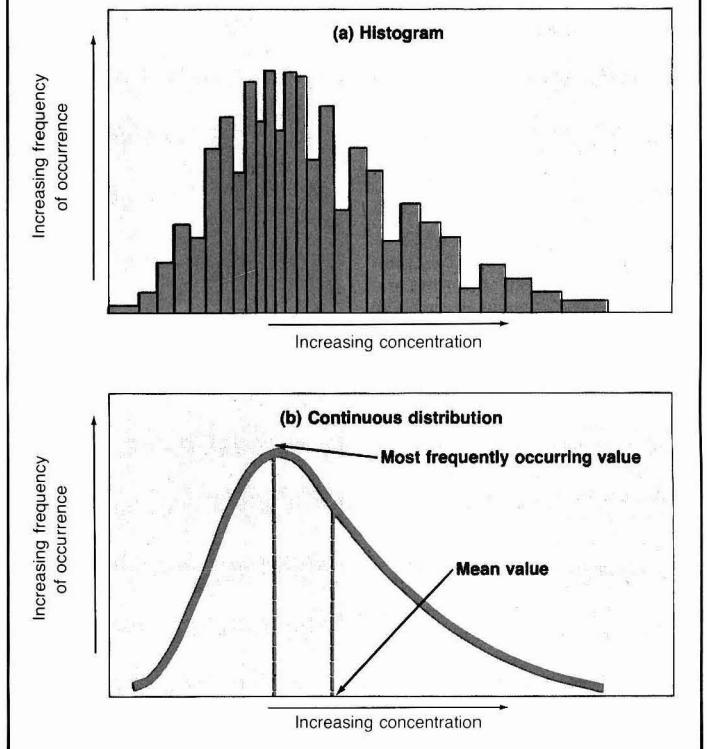 (a) Histogram
Increasing frequency
of occurrence
Increasing concentration
(b) Continuous distribution
Most frequently occurring value
Increasing frequency
of occurrence
Mean value
Increasing concentration